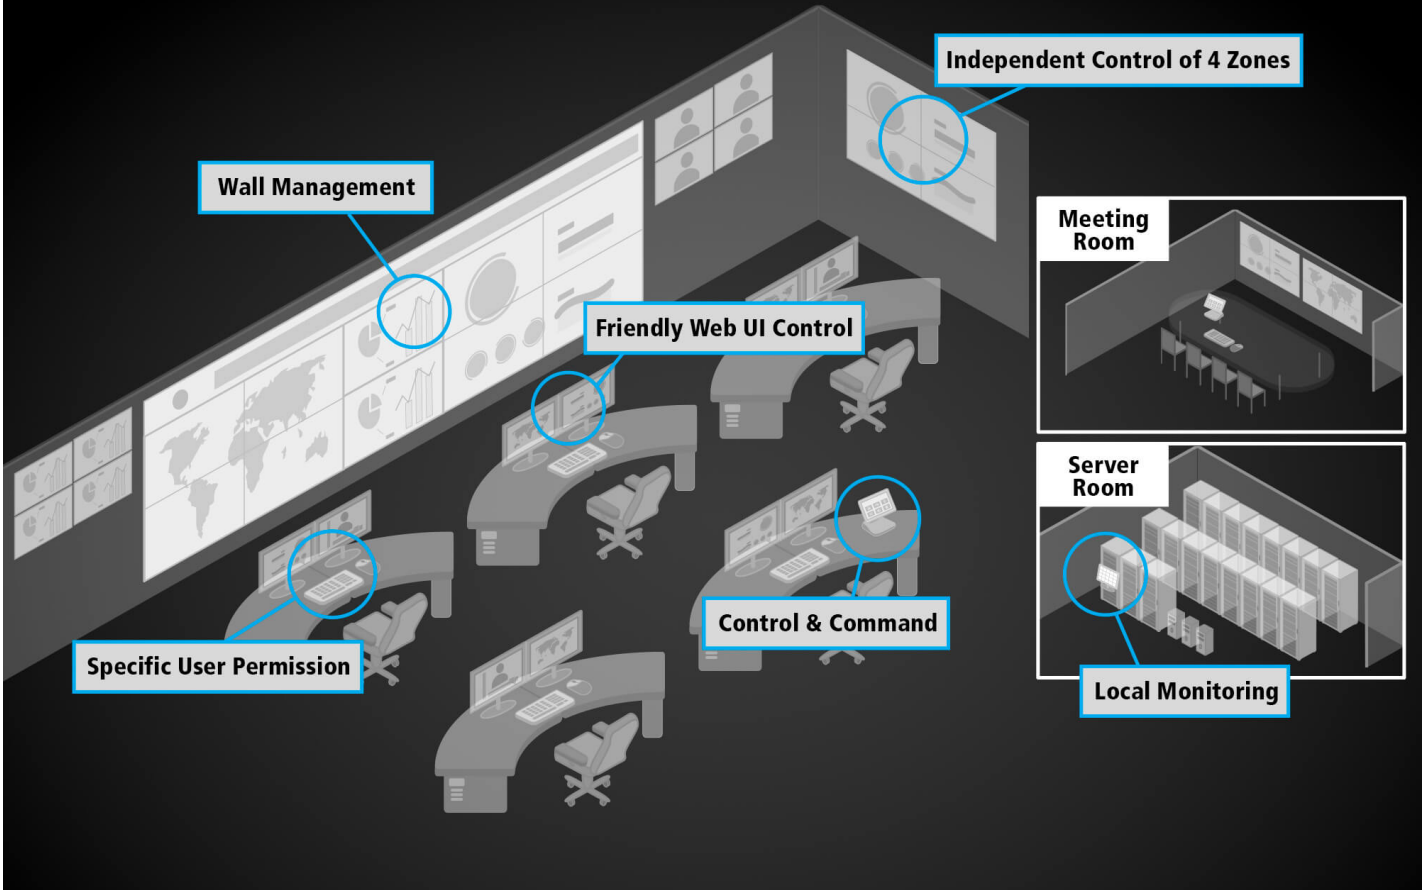 Independent Control of 4 Zones
Wall Management
Meeting
Room
Friendly Web UI Control
Server
Room
Control & Command
Specific User Permission
Local Monitoring